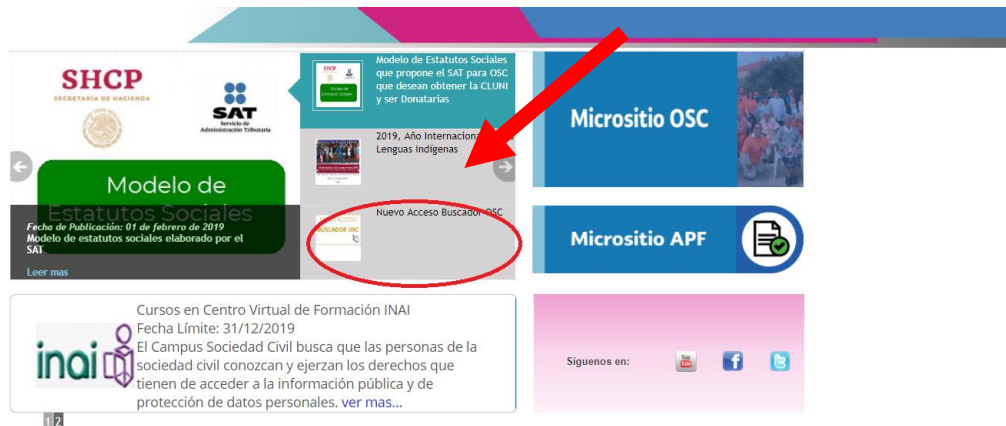 SHCP
SECRETARÍA DE HACIENDA
SAT
Servicio de
Administración Tributaria
Modelo de
Estatutos Sociales
Fecha de Publicación: 01 de febrero de 2019
Modelo de estatutos sociales elaborado por el
SAT
Leer mas
SHCP
Modelo de Estatutos Sociales
que propone el SAT para OSC
que desean obtener la CLUNI
y ser Donatarias
2019, Año Internacional
Lenguas Indígenas
ACCESO
BUSCADOR OSC
Nuevo Acceso Buscador OSC
Micrositio OSC
Micrositio APF
inai
Cursos en Centro Virtual de Formación INAI
Fecha Límite: 31/12/2019
El Campus Sociedad Civil busca que las personas de la
sociedad civil conozcan y ejerzan los derechos que
tienen de acceder a la información pública y de
protección de datos personales. ver mas...
Síguenos en:
You
Tube
1 2